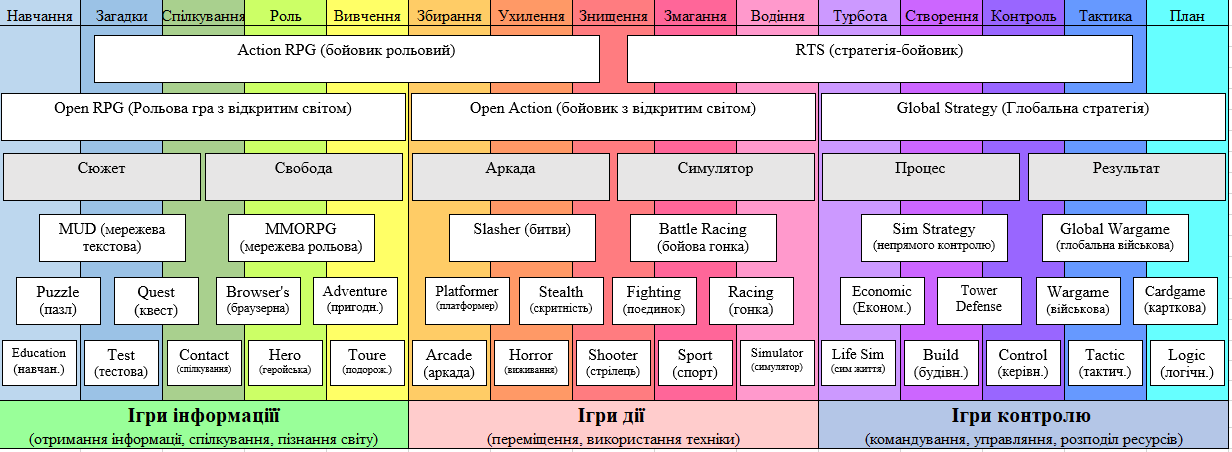 Навчання Загадки Спілкування Роль Вивчення Збирання Ухилення Знищення Змагання Водіння Турбота Створення Контроль Тактика План
Action RPG (бойовик рольовий) RTS (стратегія-бойовик)
Open RPG (Рольова гра з відкритим світом) Open Action (бойовик з відкритим світом) Global Strategy (Глобальна стратегія)
Сюжет Свобода Аркада Симулятор Процес Результат
MUD (мережева
текстова)
MMORPG
(мережева рольова)
Slasher (битви)
Battle Racing
(бойова гонка)
Sim Strategy
(непрямого контролю)
Global Wargame
(глобальна військова)
Puzzle
(пазл)
Quest
(квест)
Browser's
(браузерна)
Adventure
(пригодн.)
Platformer
(платформер)
Stealth
(скритність)
Fighting
(поединок)
Racing
(гонка)
Economic
(Економ.)
Tower
Defense
Wargame
(військова)
Cardgame
(карткова)
Education
(навчан.)
Test
(тестова)
Contact
(спілкування)
Hero
(геройська)
Toure
(подорож.)
Arcade
(аркада)
Horror
(виживання)
Shooter
(стрілець)
Sport
(спорт)
Simulator
(симулятор)
Life Sim
(сим життя)
Build
(будівн.)
Control
(керівн.)
Tactic
(тактич.)
Logic
(логічн.)
Ігри інформаціїї
(отримання інформації, спілкування, пізнання світу)
Ігри дії
(переміщення, використання техніки)
Ігри контролю
(командування, управляння, розподіл ресурсів)